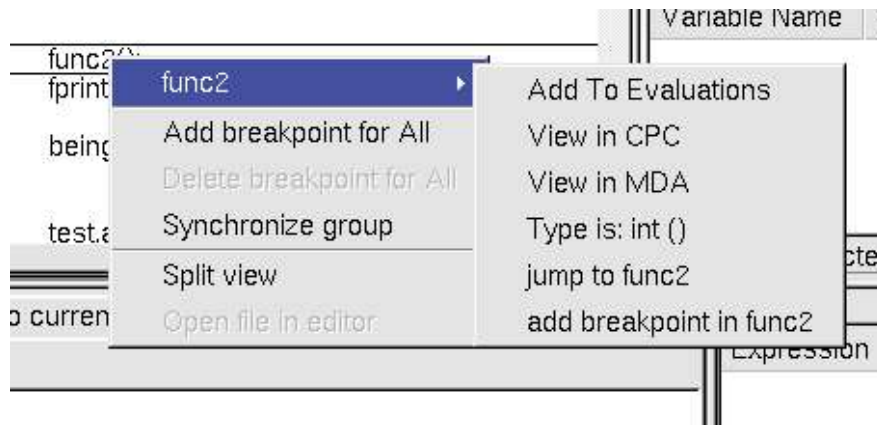 Variable Name
func2();
fprint
being
test.a
o curren
func2
Add breakpoint for All
Delete breakpoint for All
Synchronize group
Split view
Open file in editor
Add To Evaluations
View in CPC
View in MDA
Type is: int ()
jump to func2
add breakpoint in func2
cte
Expression